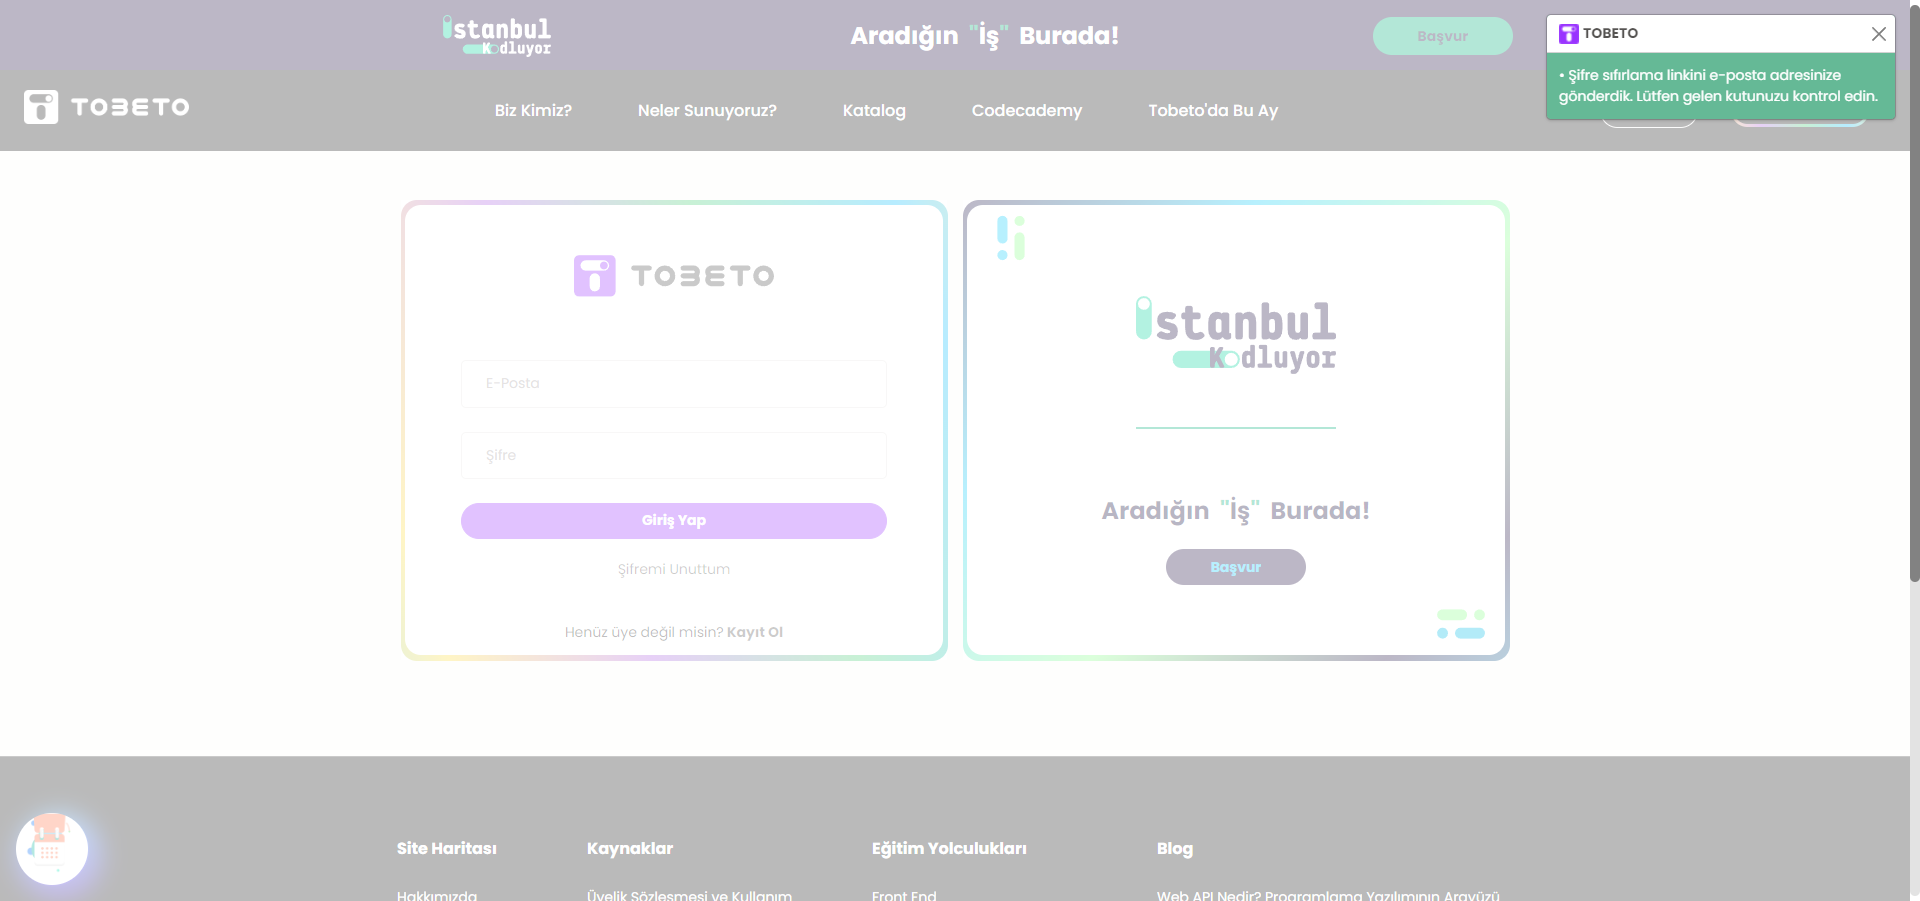 istanbul
Kodluyor
Aradığın "İş" Burada!
Başvur
TOBETO
• Şifre sıfırlama linkini e-posta adresinize
gönderdik. Lütfen gelen kutunuzu kontrol edin.
TOBETO
Biz Kimiz?
Neler Sunuyoruz?
Katalog
Codecademy
Tobeto'da Bu Ay
TOBETO
E-Posta
Şifre
Giriş Yap
Şifremi Unuttum
Henüz üye değil misin? Kayıt Ol
istanbul
Kodluyor
Aradığın "İş" Burada!
Başvur
Site Haritası
Kaynaklar
Eğitim Yolculukları
Blog
Hakkımızda
Üyelik Sözleşmesi ve Kullanım
Front End
Web API Nedir? Programlama Yazılımının Arayüzü